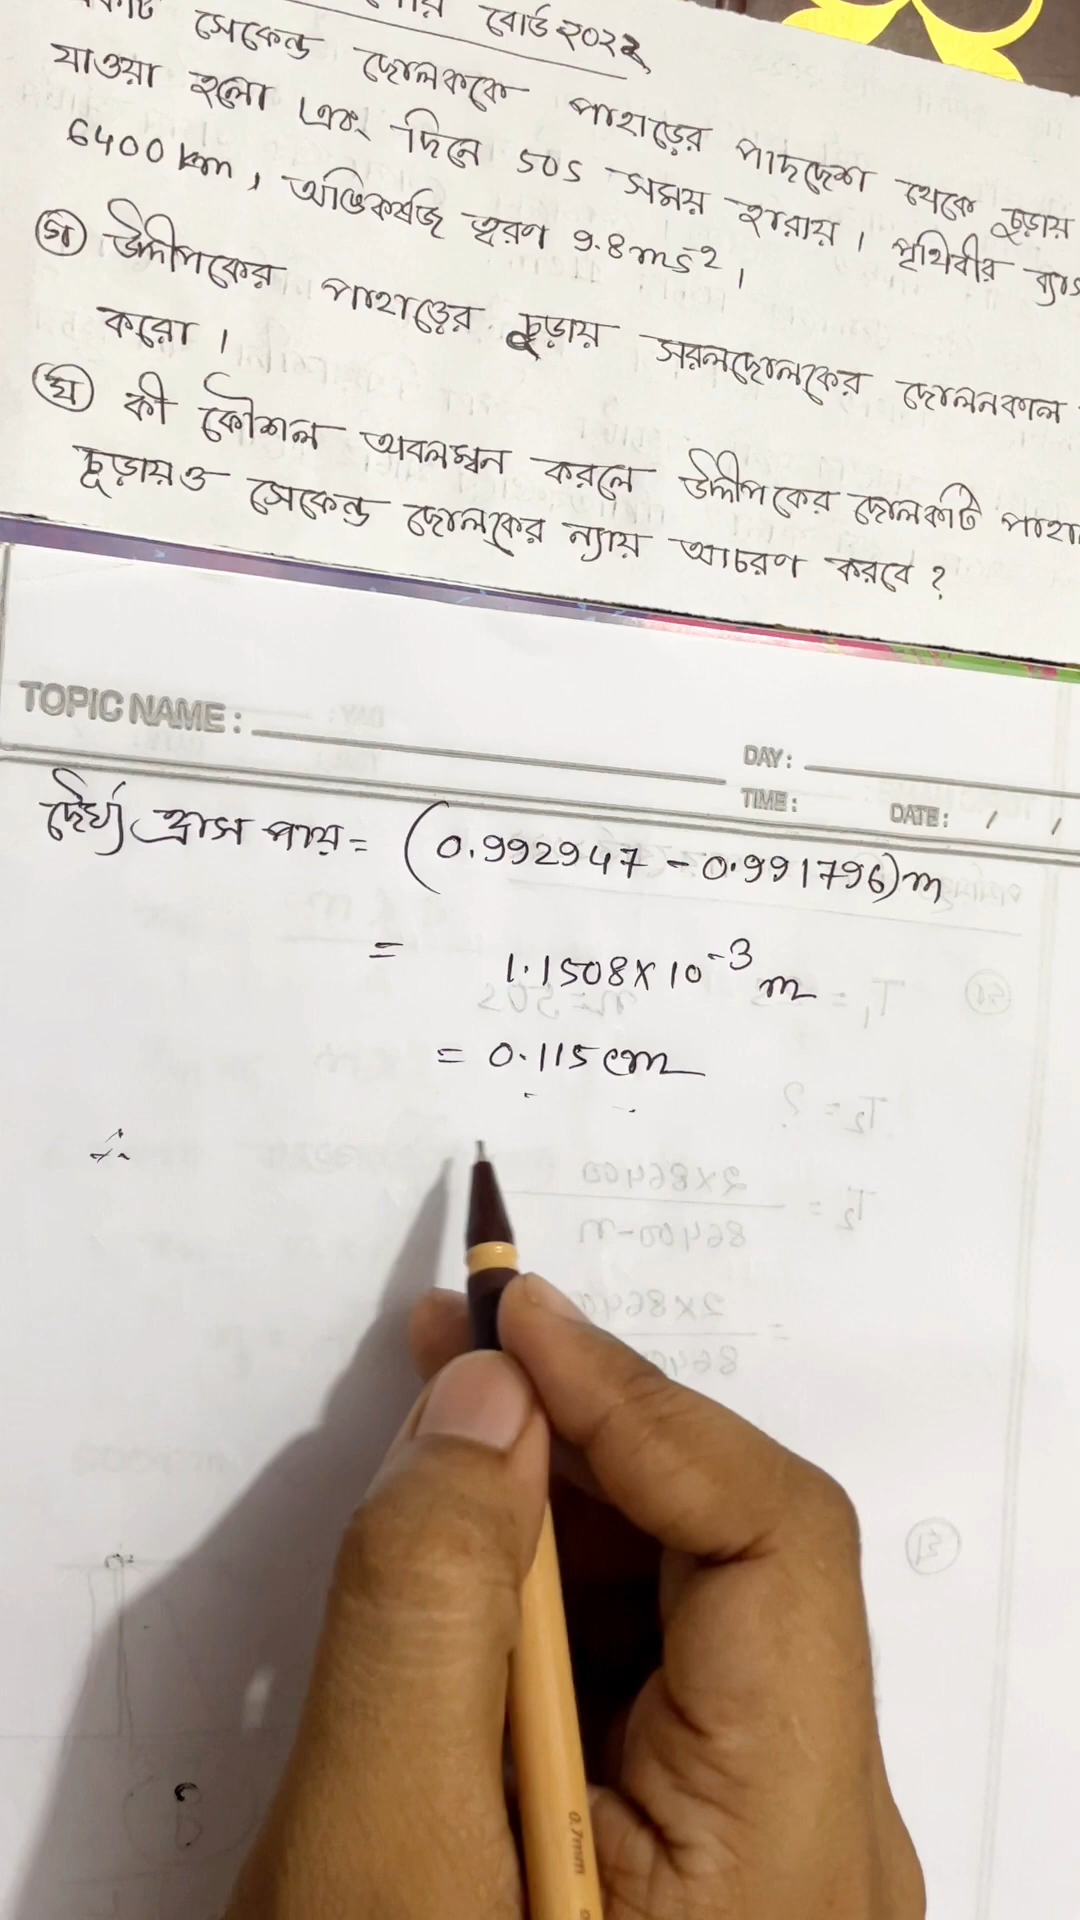 বোর্ড ২০২২
সেকেন্ড দোলককে পাহাড়ের পাদদেশ থেকে চুড়ায়
যাওয়া হলো এবং দিনে 50s সময় হারায়। পৃথিবীর
6400 km, অভিকর্ষজ ত্বরণ 9.8ms⁻²।
(গ) উদ্দীপকের পাহাড়ের চুড়ায় সরলদোলকের দোলনকাল
করো।
(ঘ) কী কৌশল অবলম্বন করলে উদ্দীপকের দোলকটি
চূড়ায়ও সেকেন্ড দোলকের ন্যায় আচরণ করবে?
TOPIC NAME:
DAY:
TIME: DATE: / /
দৈর্ঘ্য হ্রাস পায় = (0.992947 - 0.991796)m
= 1.1508×10⁻³ m
= 0.115 cm
∴
0.7mm